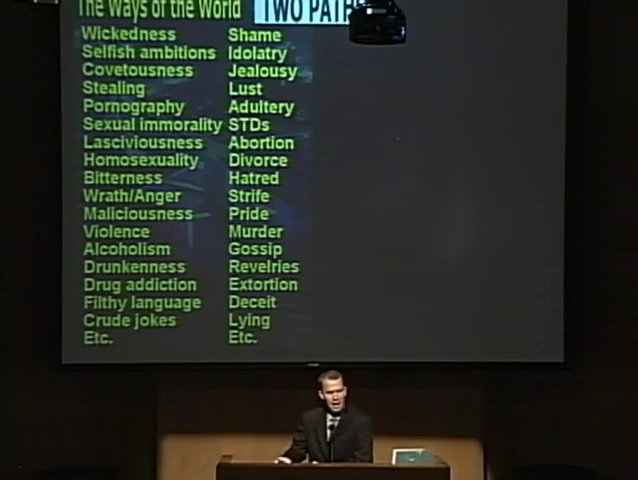 The Ways of the World TWO PATH
Wickedness Shame
Selfish ambitions Idolatry
Covetousness Jealousy
Stealing Lust
Pornography Adultery
Sexual immorality STDs
Lasciviousness Abortion
Homosexuality Divorce
Bitterness Hatred
Wrath/Anger Strife
Maliciousness Pride
Violence Murder
Alcoholism Gossip
Drunkenness Revelries
Drug addiction Extortion
Filthy language Deceit
Crude jokes Lying
Etc. Etc.